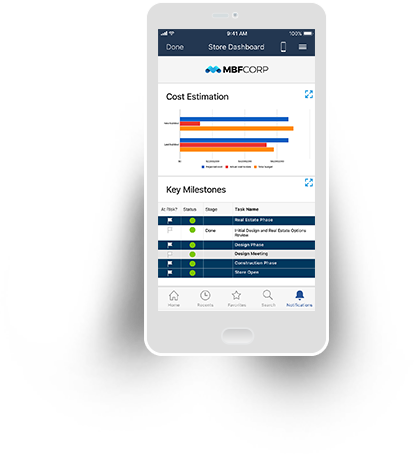 9:41 AM 100%
Done Store Dashboard
MBFCORP
Cost Estimation
$0
Key Milestones
At Risk? Status Stage Task Name
Real Estate Phase
Done Initial Design and Real Estate Options
Review
Design Phase
Design Meeting
Construction Phase
Store Open
Home Recents Favorites Search Notifications